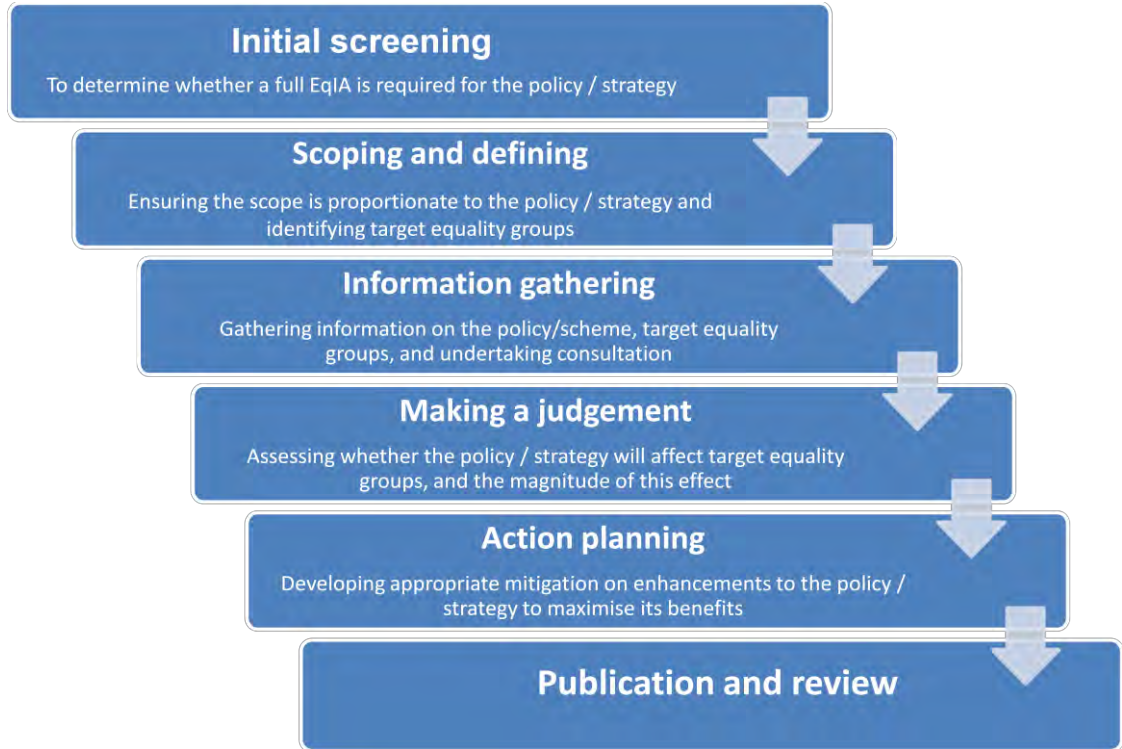 Initial screening
To determine whether a full EqIA is required for the policy / strategy
Scoping and defining
Ensuring the scope is proportionate to the policy / strategy and
identifying target equality groups
Information gathering
Gathering information on the policy/scheme, target equality
groups, and undertaking consultation
Making a judgement
Assessing whether the policy / strategy will affect target equality
groups, and the magnitude of this effect
Action planning
Developing appropriate mitigation on enhancements to the policy /
strategy to maximise its benefits
Publication and review